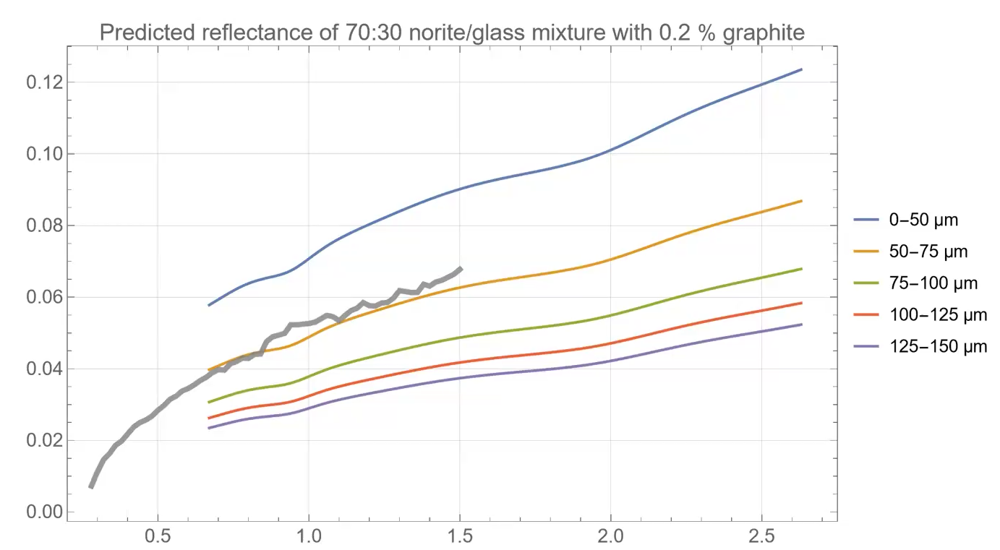 Predicted reflectance of 70:30 norite/glass mixture with 0.2 % graphite
0.12
0.10
0.08
0.06
0.04
0.02
0.00
0.5 1.0 1.5 2.0 2.5
0–50 μm
50–75 μm
75–100 μm
100–125 μm
125–150 μm